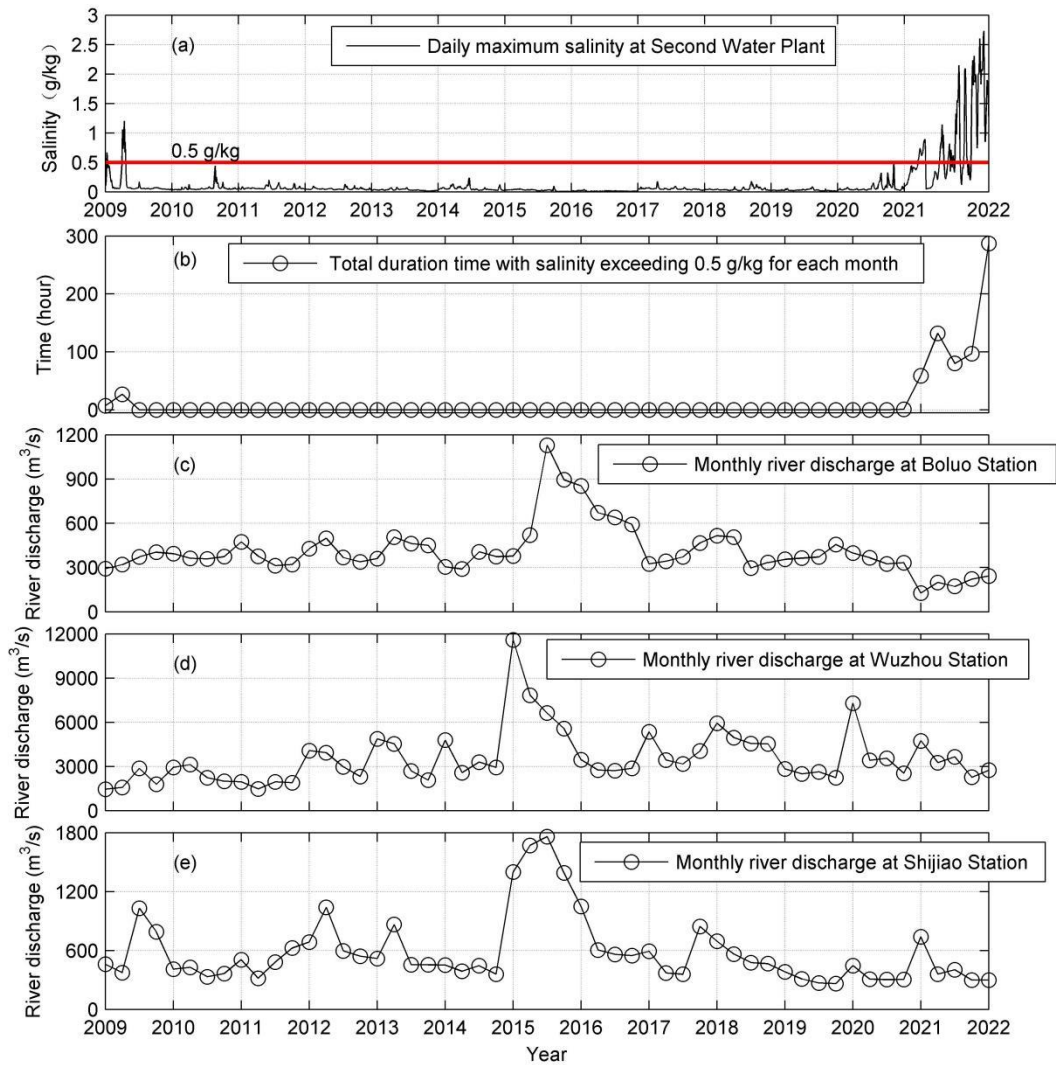 3
2.5
2
1.5
1
0.5
0
Salinity（g/kg）
(a)
Daily maximum salinity at Second Water Plant
0.5 g/kg
2009 2010 2011 2012 2013 2014 2015 2016 2017 2018 2019 2020 2021 2022
300
200
100
0
Time (hour)
(b)
Total duration time with salinity exceeding 0.5 g/kg for each month
1200
900
600
300
0
River discharge (m³/s)
(c)
Monthly river discharge at Boluo Station
12000
9000
6000
3000
0
River discharge (m³/s)
(d)
Monthly river discharge at Wuzhou Station
1800
1200
600
0
River discharge (m³/s)
(e)
Monthly river discharge at Shijiao Station
2009 2010 2011 2012 2013 2014 2015 2016 2017 2018 2019 2020 2021 2022
Year